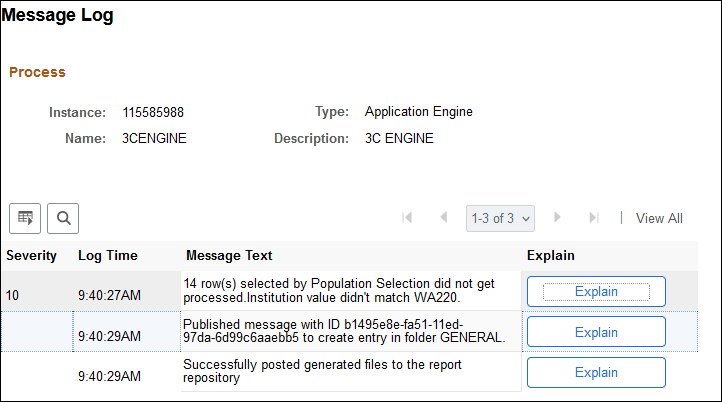 Message Log
Process
Instance: 115585988 Type: Application Engine
Name: 3CENGINE Description: 3C ENGINE
1-3 of 3 View All
Severity Log Time Message Text Explain
14 row(s) selected by Population Selection did not get
10 9:40:27AM processed.Institution value didn't match WA220. Explain
Published message with ID b1495e8e-fa51-11ed-
9:40:29AM 97da-6d99c6aaebb5 to create entry in folder GENERAL. Explain
Successfully posted generated files to the report
9:40:29AM repository Explain